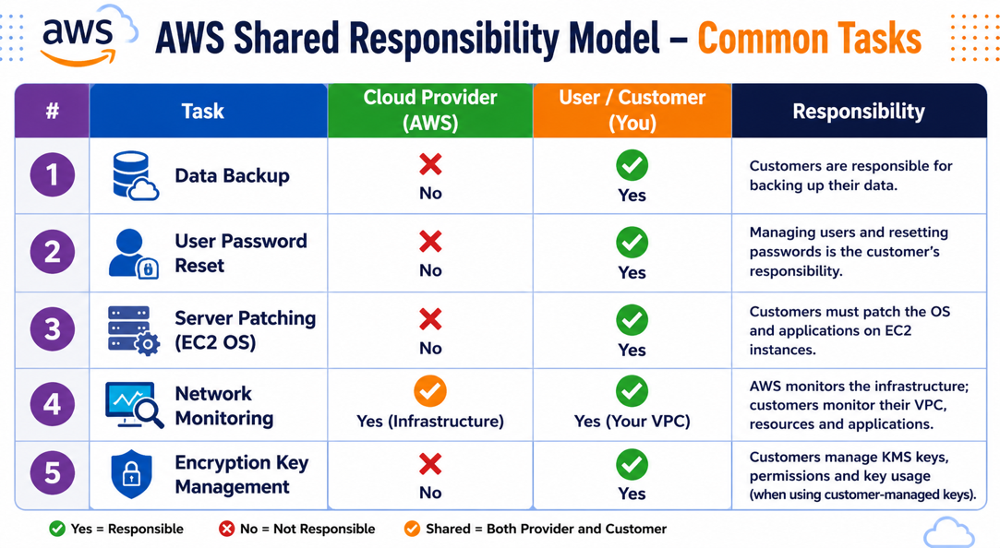 aws
AWS Shared Responsibility Model – Common Tasks
#
Task
Cloud Provider
(AWS)
User / Customer
(You)
Responsibility
1
Data Backup
No
Yes
Customers are responsible for
backing up their data.
2
User Password
Reset
No
Yes
Managing users and resetting
passwords is the customer's
responsibility.
3
Server Patching
(EC2 OS)
No
Yes
Customers must patch the OS
and applications on EC2
instances.
4
Network
Monitoring
Yes (Infrastructure)
Yes (Your VPC)
AWS monitors the infrastructure;
customers monitor their VPC,
resources and applications.
5
Encryption Key
Management
No
Yes
Customers manage KMS keys,
permissions and key usage
(when using customer-managed keys).
Yes = Responsible
No = Not Responsible
Shared = Both Provider and Customer